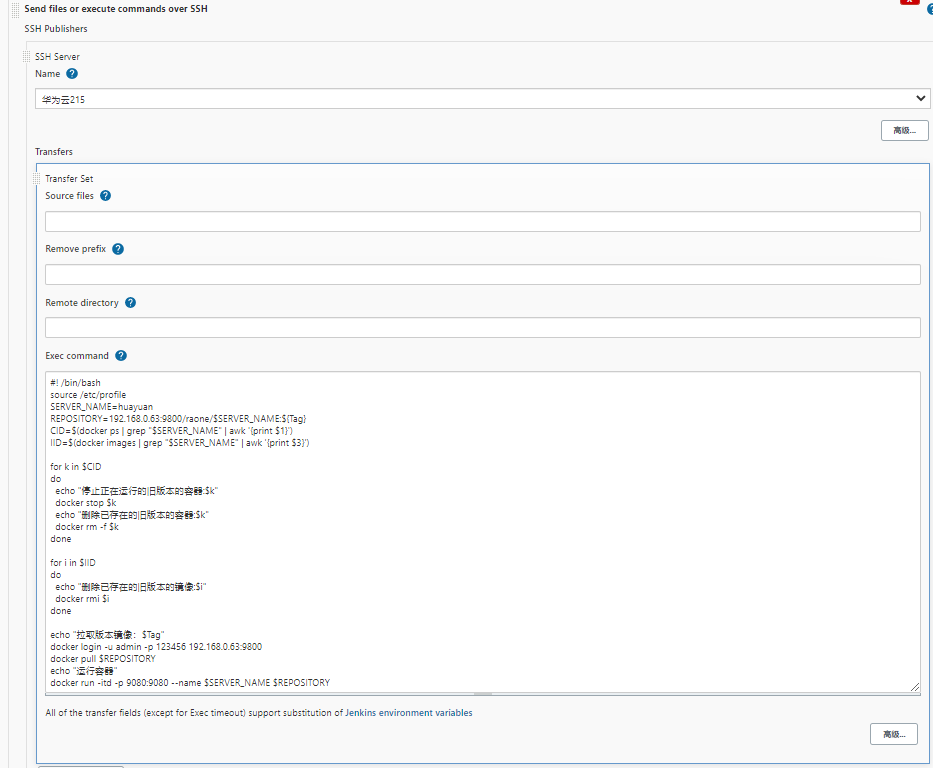 Send files or execute commands over SSH
SSH Publishers
SSH Server
Name
华为云215
高级...
Transfers
Transfer Set
Source files
Remove prefix
Remote directory
Exec command
#! /bin/bash
source /etc/profile
SERVER_NAME=huayuan
REPOSITORY=192.168.0.63:9800/raone/$SERVER_NAME:${Tag}
CID=$(docker ps | grep "$SERVER_NAME" | awk '{print $1}')
IID=$(docker images | grep "$SERVER_NAME" | awk '{print $3}')
for k in $CID
do
echo "停止正在运行的旧版本的容器:$k"
docker stop $k
echo "删除已存在的旧版本的容器:$k"
docker rm -f $k
done
for i in $IID
do
echo "删除已存在的旧版本的镜像:$i"
docker rmi $i
done
echo "拉取版本镜像：$Tag"
docker login -u admin -p 123456 192.168.0.63:9800
docker pull $REPOSITORY
echo "运行容器"
docker run -itd -p 9080:9080 --name $SERVER_NAME $REPOSITORY
All of the transfer fields (except for Exec timeout) support substitution of Jenkins environment variables
高级...